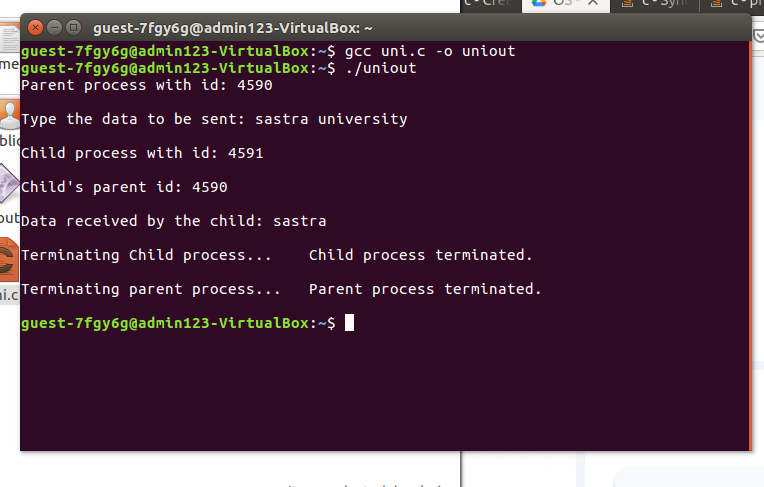 guest-7fgy6g@admin123-VirtualBox: ~
guest-7fgy6g@admin123-VirtualBox:~$ gcc uni.c -o uniout
guest-7fgy6g@admin123-VirtualBox:~$ ./uniout
Parent process with id: 4590
Type the data to be sent: sastra university
Child process with id: 4591
Child's parent id: 4590
Data received by the child: sastra
Terminating Child process... Child process terminated.
Terminating parent process... Parent process terminated.
guest-7fgy6g@admin123-VirtualBox:~$